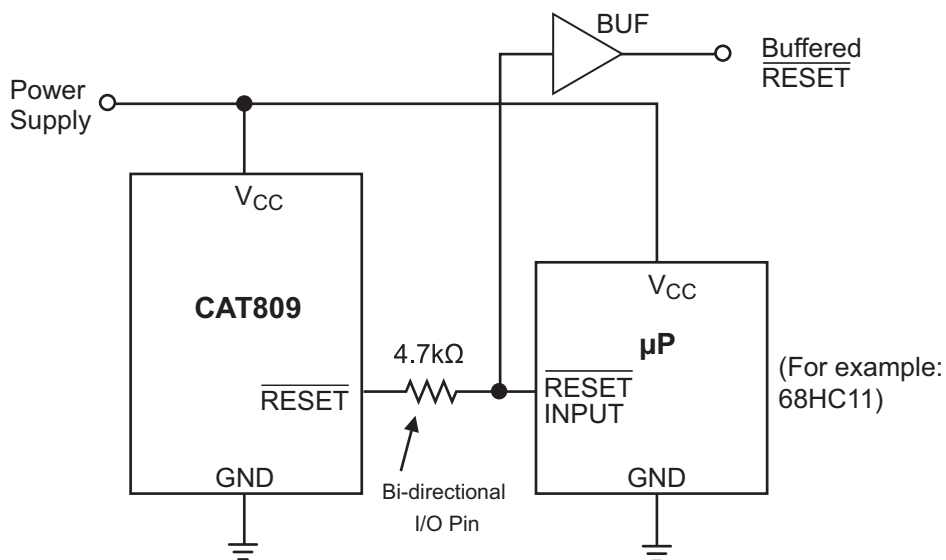 BUF
Buffered
RESET
Power
Supply
VCC
CAT809
RESET
GND
4.7kΩ
Bi-directional
I/O Pin
VCC
µP
RESET
INPUT
GND
(For example:
68HC11)